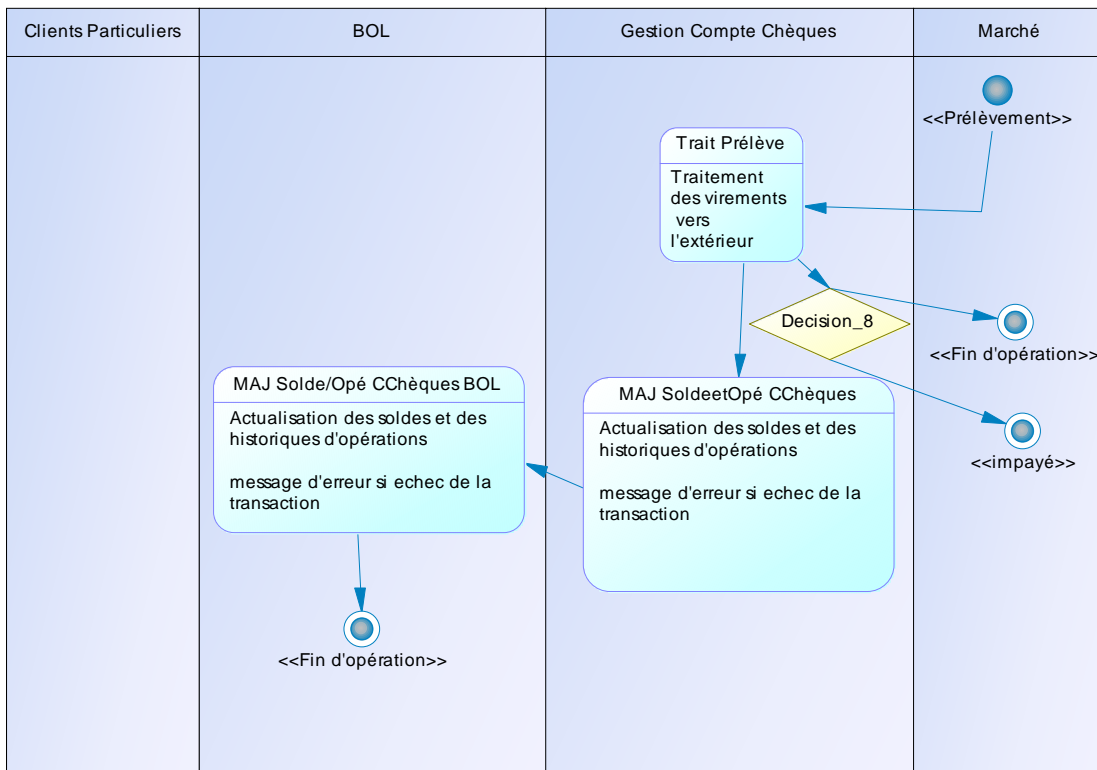 Clients Particuliers
BOL
Gestion Compte Chèques
Marché
<<Prélèvement>>
Trait Prélève
Traitement
des virements
vers
l'extérieur
Decision_8
<<Fin d'opération>>
MAJ Solde/Opé CChèques BOL
Actualisation des soldes et des
historiques d'opérations
message d'erreur si echec de la
transaction
MAJ SoldeetOpé CChèques
Actualisation des soldes et des
historiques d'opérations
message d'erreur si echec de la
transaction
<<impayé>>
<<Fin d'opération>>